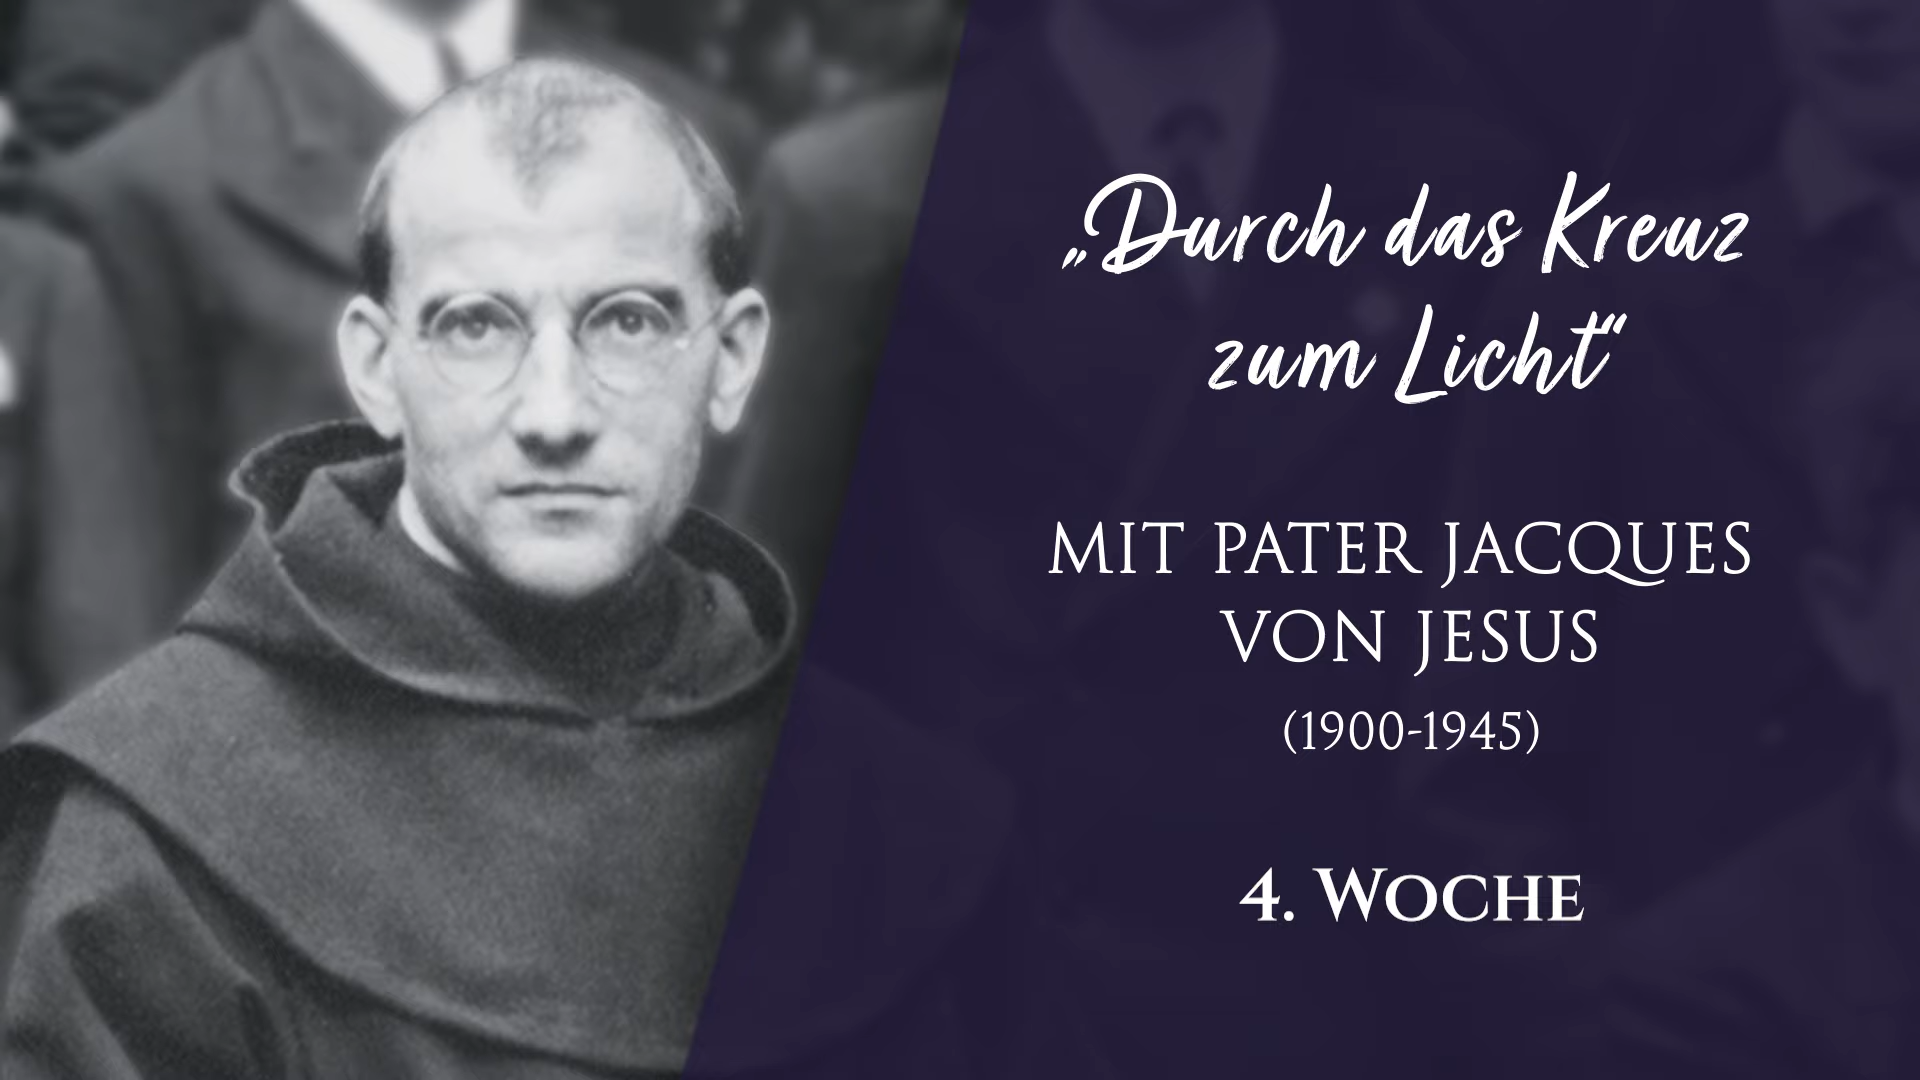 „Durch das Kreuz
zum Licht“
MIT PATER JACQUES
VON JESUS
(1900-1945)
4. WOCHE